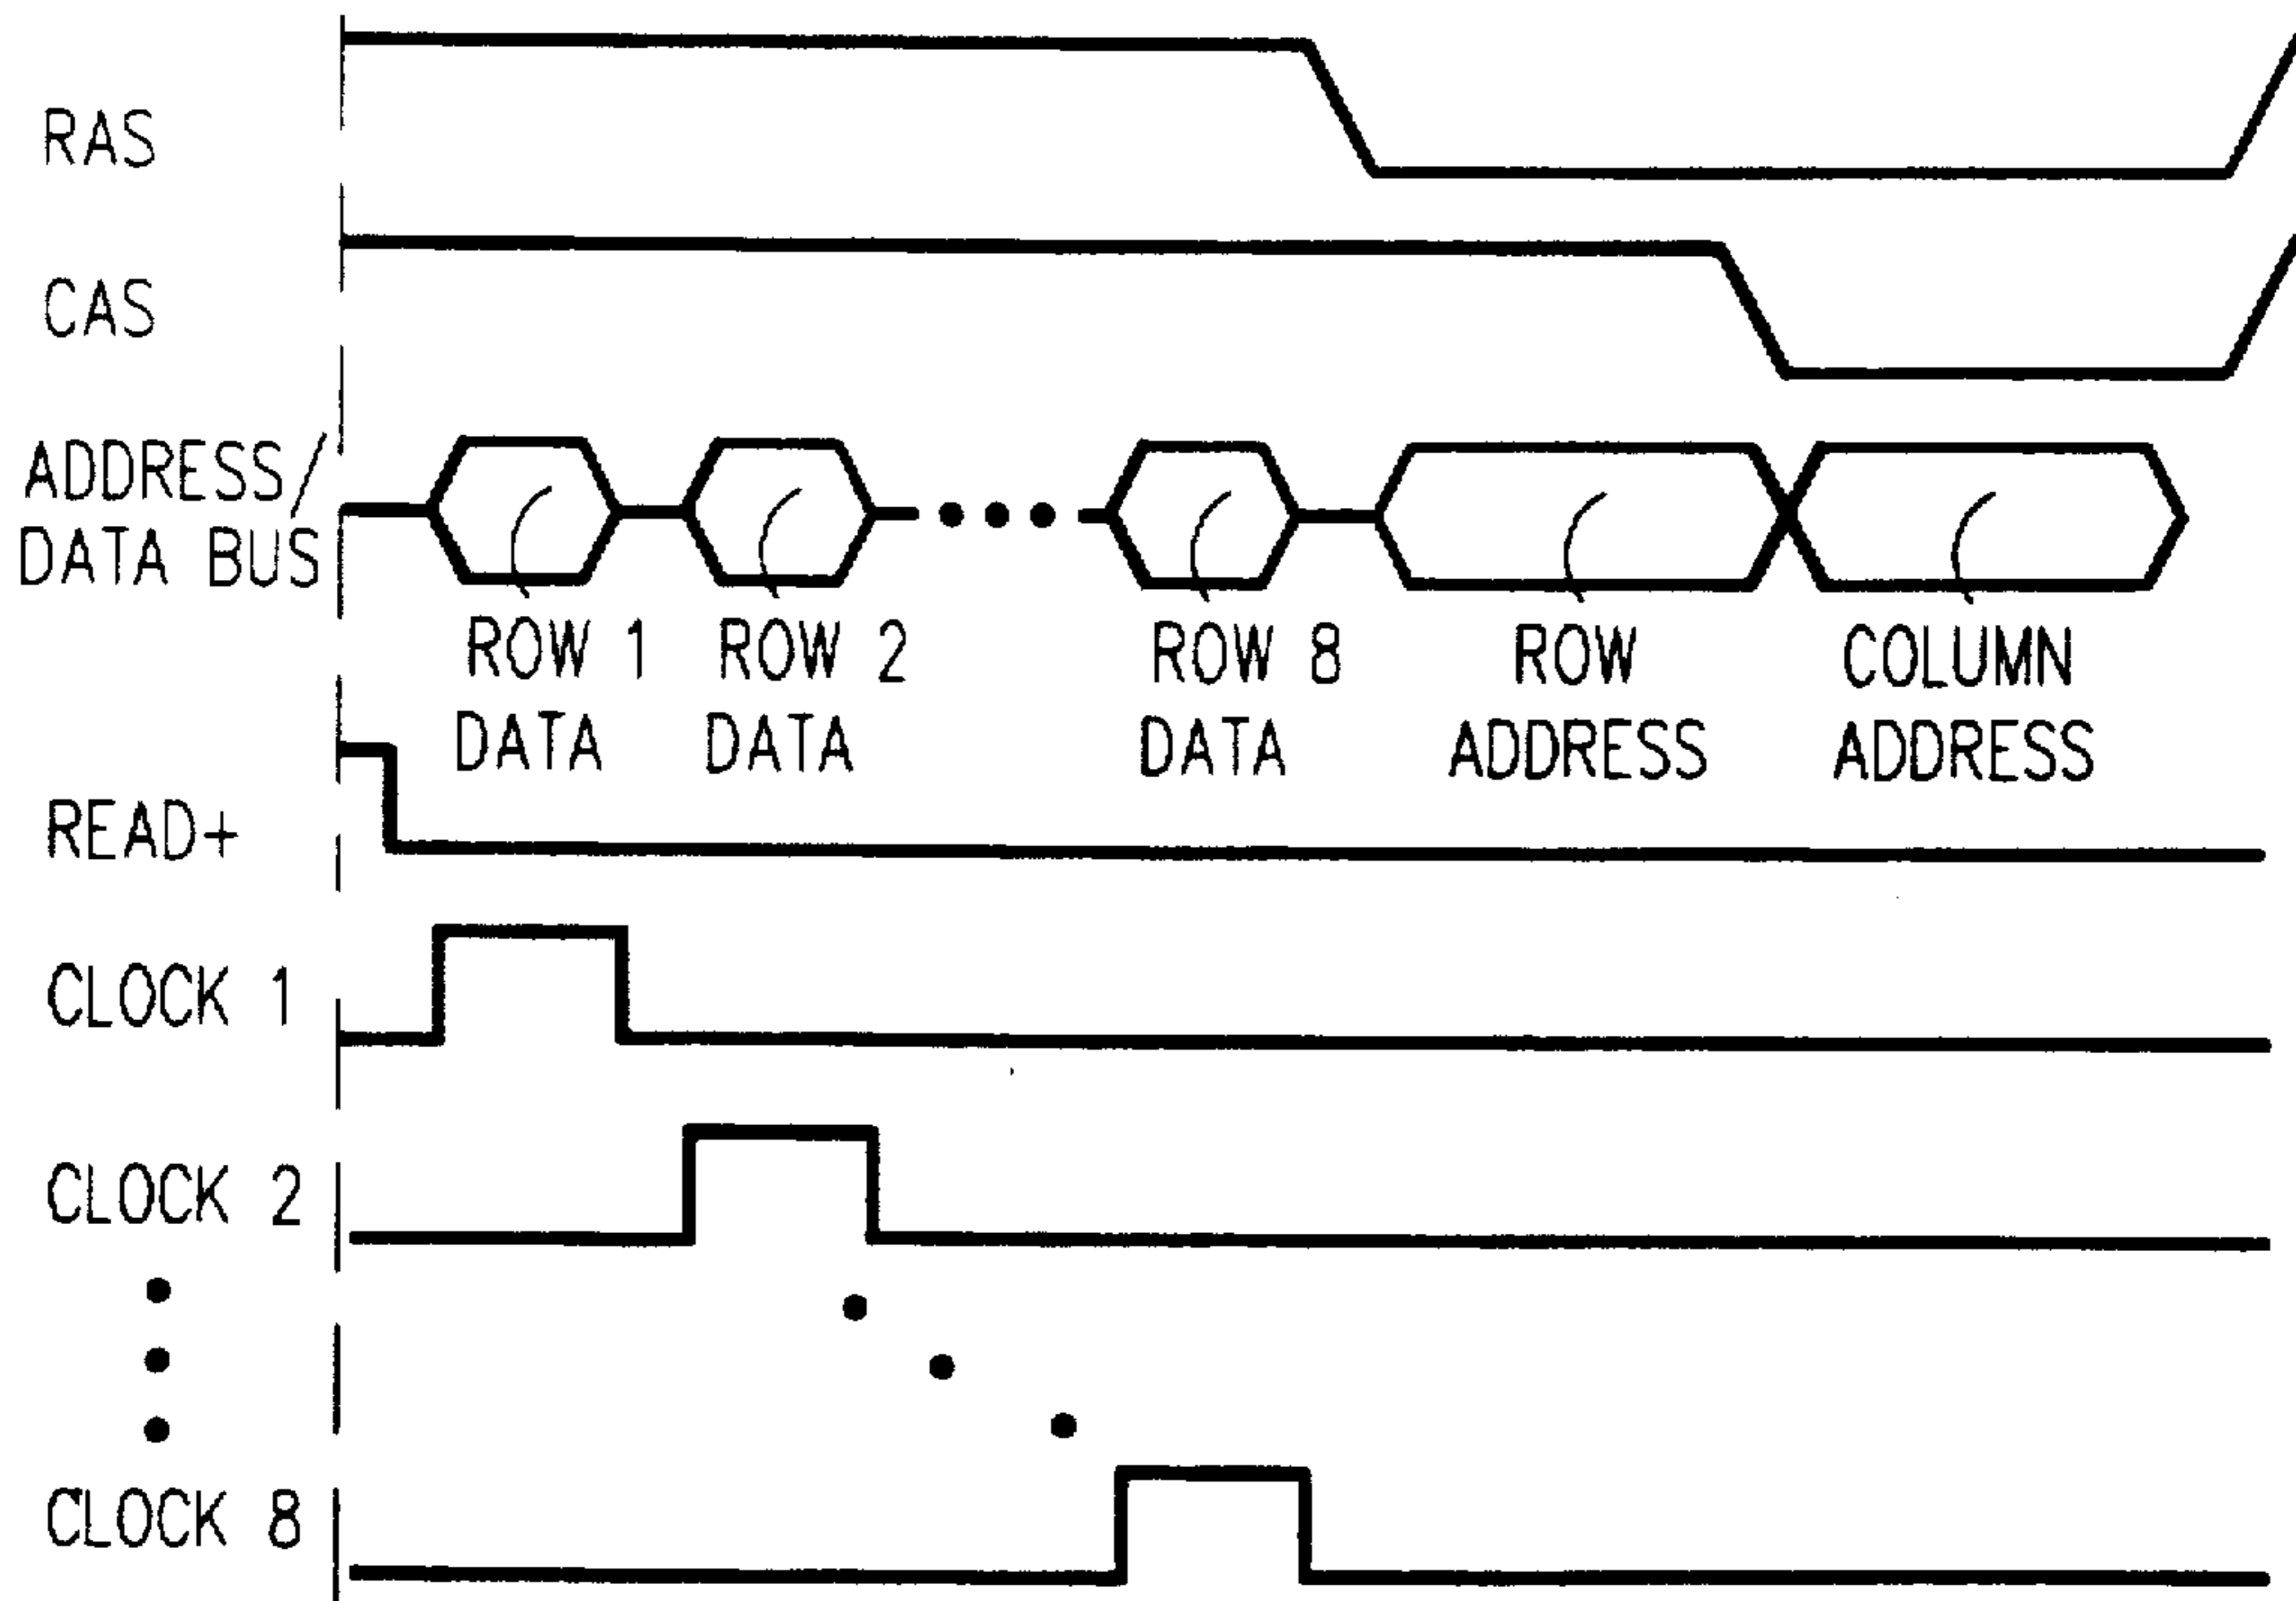 RAS
CAS
ADDRESS/
DATA BUS
ROW 1
DATA
ROW 2
DATA
ROW 8
DATA
ROW
ADDRESS
COLUMN
ADDRESS
READ+
CLOCK 1
CLOCK 2
CLOCK 8